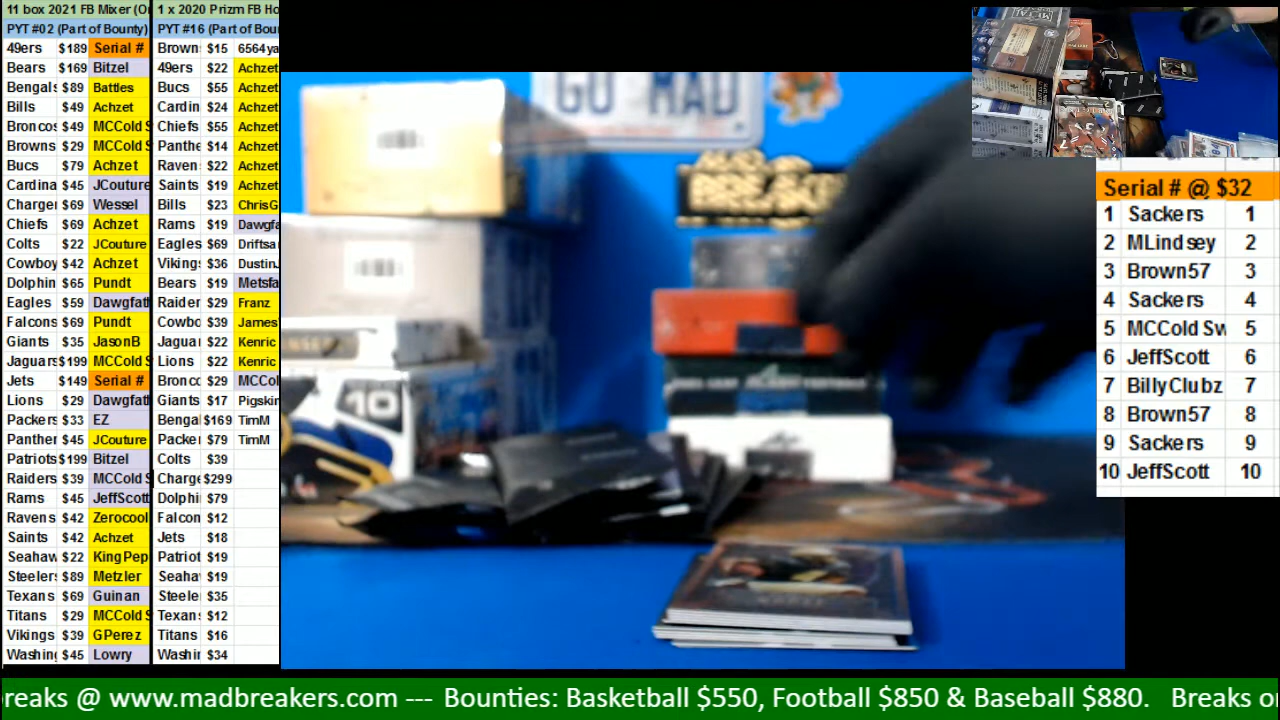 11 box 2021 FB Mixer (O
PYT #02 (Part of Bounty)
49ers $189 Serial #
Bears $169 Bitzel
Bengals $89 Battles
Bills $49 Achzet
Broncos $49 MCCold S
Browns $29 MCCold S
Bucs $79 Achzet
Cardina $45 JCouture
Charger $69 Wessel
Chiefs $69 Achzet
Colts $22 JCouture
Cowboy $42 Achzet
Dolphin $65 Pundt
Eagles $59 Dawgfath
Falcons $69 Pundt
Giants $35 JasonB
Jaguars $199 MCCold S
Jets $149 Serial #
Lions $29 Dawgfath
Packers $33 EZ
Panther $45 JCouture
Patriots $199 Bitzel
Raiders $39 MCCold S
Rams $45 JeffScott
Ravens $42 Zerocool
Saints $42 Achzet
Seahaw $22 KingPep
Steelers $89 Metzler
Texans $69 Guinan
Titans $29 MCCold S
Vikings $39 GPerez
Washing $45 Lowry
1 x 2020 Prizm FB Ho
PYT #16 (Part of Boun
Browns $15 6564ya
49ers $22 Achzet
Bucs $55 Achzet
Cardin $24 Achzet
Chiefs $55 Achzet
Panthe $14 Achzet
Raven $22 Achzet
Saints $19 Achzet
Bills $23 ChrisG
Rams $19 Dawgfa
Eagles $69 Driftsa
Viking $36 Dustin.
Bears $19 Metsfa
Raider $29 Franz
Cowbo $39 James
Jaguar $22 Kenric
Lions $22 Kenric
Bronc $29 MCCol
Giants $17 Pigskin
Benga $169 TimM
Packe $79 TimM
Colts $39
Charge $299
Dolphi $79
Falcon $12
Jets $18
Patriot $19
Seaha $19
Steele $35
Texans $12
Titans $16
Washi $34
GO MAD
Serial # @ $32
1 Sackers 1
2 MLindsey 2
3 Brown57 3
4 Sackers 4
5 MCCold Sw 5
6 JeffScott 6
7 BillyClubz 7
8 Brown57 8
9 Sackers 9
10 JeffScott 10
reaks @ www.madbreakers.com --- Bounties: Basketball $550, Football $850 & Baseball $880. Breaks o